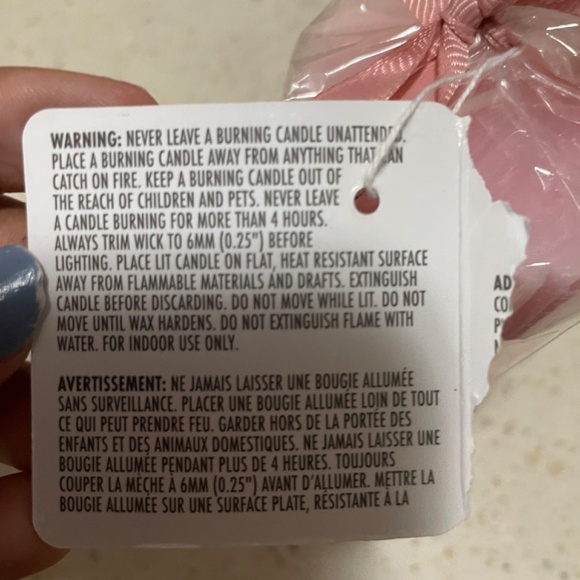 WARNING: NEVER LEAVE A BURNING CANDLE UNATTENDED.
PLACE A BURNING CANDLE AWAY FROM ANYTHING THAT CAN
CATCH ON FIRE. KEEP A BURNING CANDLE OUT OF
THE REACH OF CHILDREN AND PETS. NEVER LEAVE
A CANDLE BURNING FOR MORE THAN 4 HOURS.
ALWAYS TRIM WICK TO 6MM (0.25") BEFORE
LIGHTING. PLACE LIT CANDLE ON FLAT, HEAT RESISTANT SURFACE
AWAY FROM FLAMMABLE MATERIALS AND DRAFTS. EXTINGUISH
CANDLE BEFORE DISCARDING. DO NOT MOVE WHILE LIT. DO NOT
MOVE UNTIL WAX HARDENS. DO NOT EXTINGUISH FLAME WITH
WATER. FOR INDOOR USE ONLY.
AVERTISSEMENT: NE JAMAIS LAISSER UNE BOUGIE ALLUMÉE
SANS SURVEILLANCE. PLACER UNE BOUGIE ALLUMÉE LOIN DE TOUT
CE QUI PEUT PRENDRE FEU. GARDER HORS DE LA PORTÉE DES
ENFANTS ET DES ANIMAUX DOMESTIQUES. NE JAMAIS LAISSER UNE
BOUGIE ALLUMÉE PENDANT PLUS DE 4 HEURES. TOUJOURS
COUPER LA MÈCHE À 6MM (0.25") AVANT D'ALLUMER. METTRE LA
BOUGIE ALLUMÉE SUR UNE SURFACE PLATE, RÉSISTANTE À LA